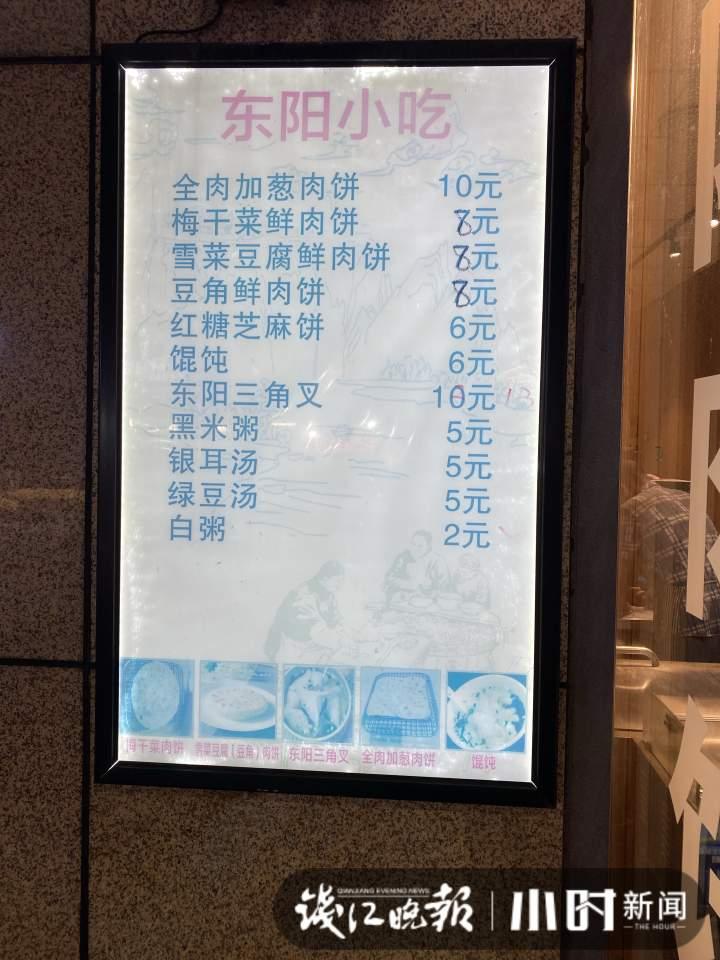 东阳小吃
全肉加葱肉饼 10元
梅干菜鲜肉饼 8元
雪菜豆腐鲜肉饼 8元
豆角鲜肉饼 8元
红糖芝麻饼 6元
馄饨 6元
东阳三角叉 10元 13
黑米粥 5元
银耳汤 5元
绿豆汤 5元
白粥 2元
梅干菜肉饼 雪菜豆腐(豆角)肉饼 东阳三角叉 全肉加葱肉饼 馄饨
QIANJIANG EVENING NEWS
钱江晚报 小时新闻
THE HOUR